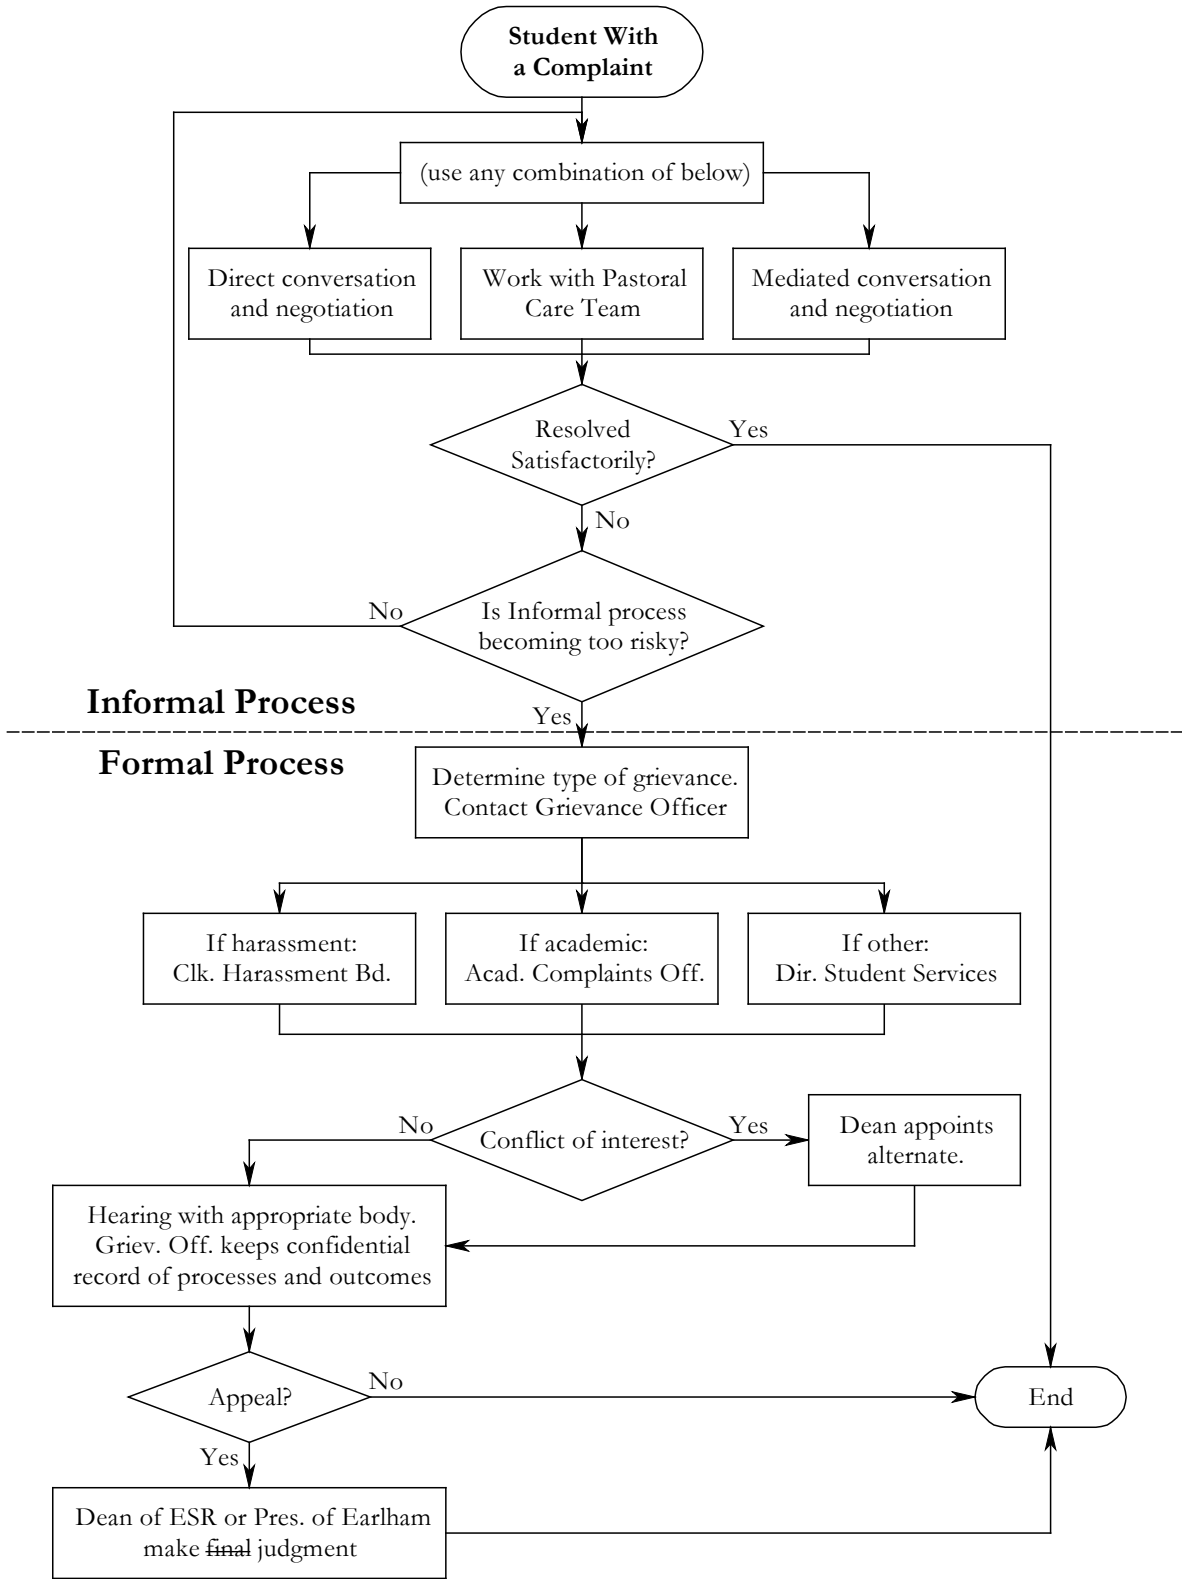 Student With
a Complaint
(use any combination of below)
Direct conversation
and negotiation
Work with Pastoral
Care Team
Mediated conversation
and negotiation
Resolved
Satisfactorily?
Yes
No
Is Informal process
becoming too risky?
No
Informal Process
Yes
Formal Process
Determine type of grievance.
Contact Grievance Officer
If harassment:
Clk. Harassment Bd.
If academic:
Acad. Complaints Off.
If other:
Dir. Student Services
No
Conflict of interest?
Yes
Dean appoints
alternate.
Hearing with appropriate body.
Griev. Off. keeps confidential
record of processes and outcomes
Appeal?
No
End
Yes
Dean of ESR or Pres. of Earlham
make final judgment